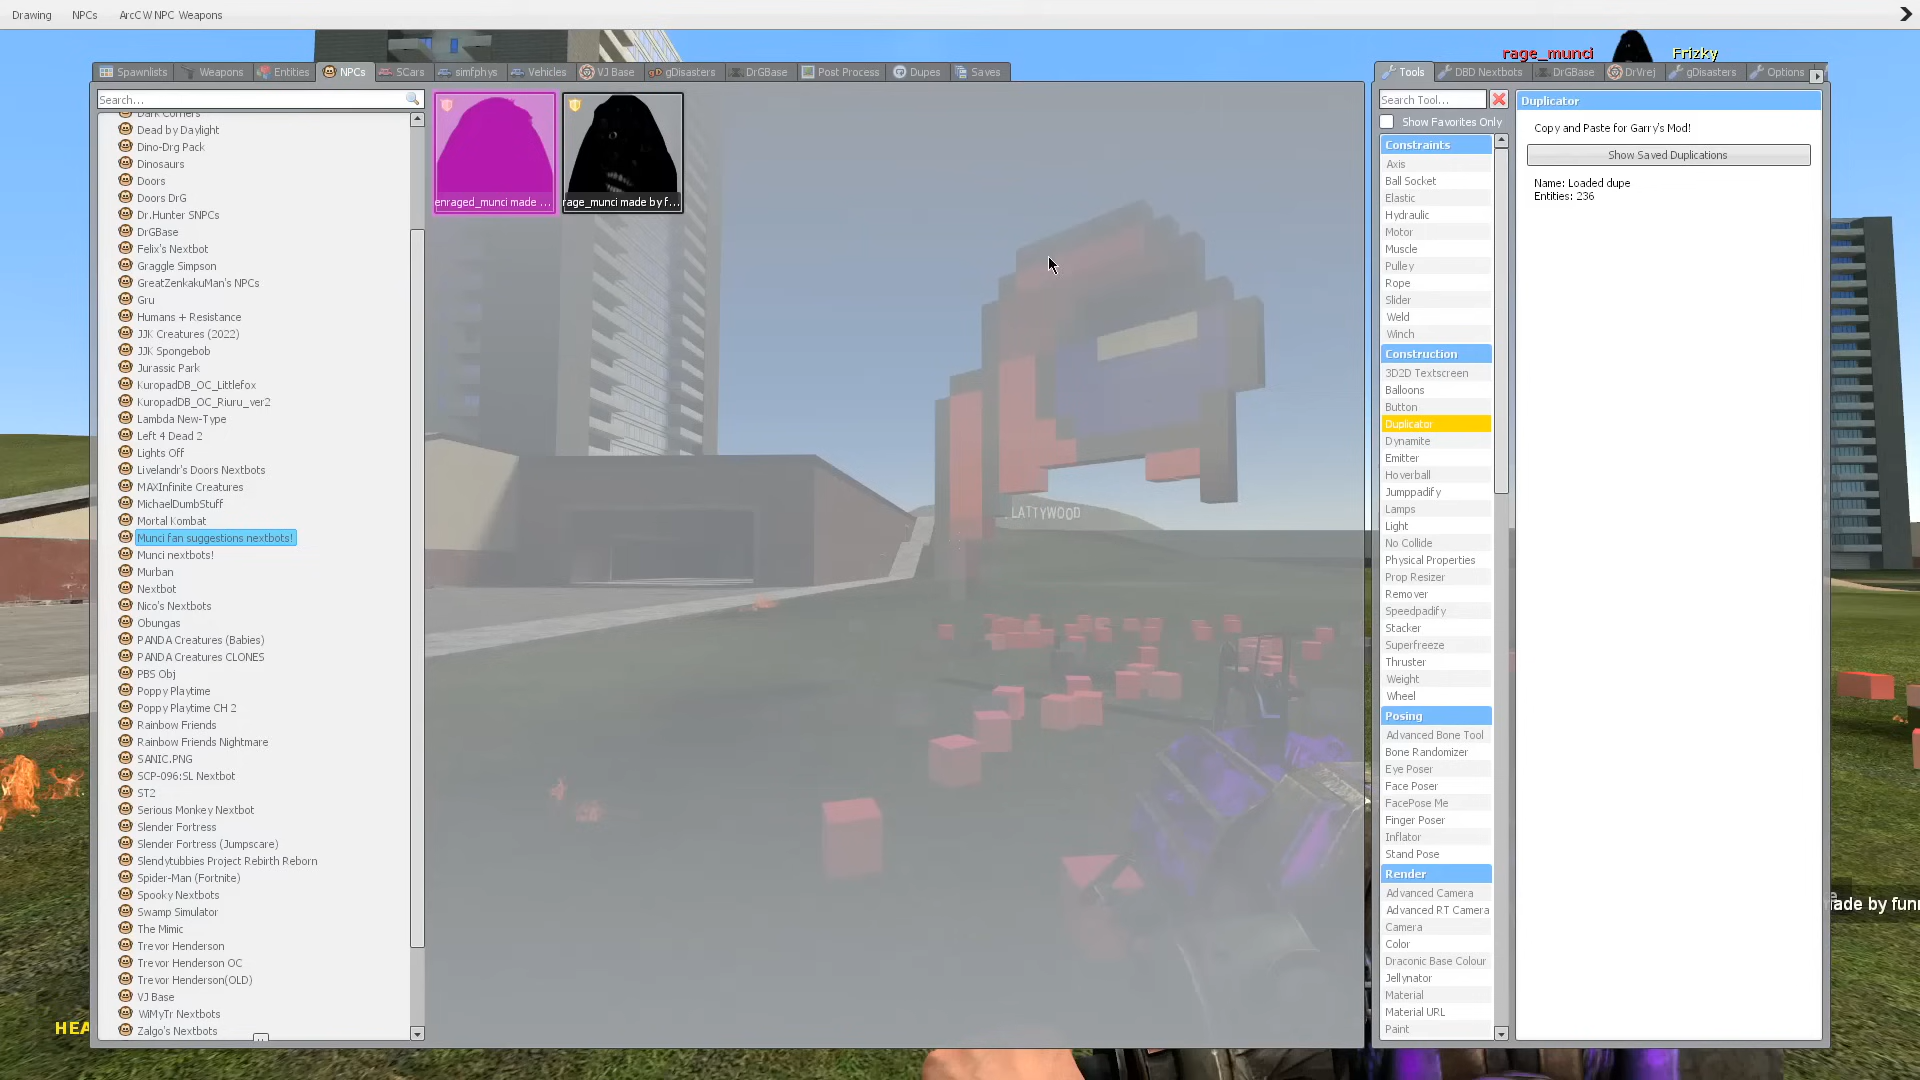 Drawing NPCs ArcCW NPC Weapons
rage_munci Frizky
Spawnlists Weapons Entities NPCs SCars simfphys Vehicles VJ Base gDisasters DrGBase Post Process Dupes Saves
Tools DBD Nextbots DrGBase DrVrej gDisasters Options
Search...
Dark Corners
Dead by Daylight
Dino-Drg Pack
Dinosaurs
Doors
Doors DrG
Dr.Hunter SNPCs
DrGBase
Felix's Nextbot
Graggle Simpson
GreatZenkakuMan's NPCs
Gru
Humans + Resistance
JJK Creatures (2022)
JJK Spongebob
Jurassic Park
KuropadDB_OC_Littlefox
KuropadDB_OC_Riuru_ver2
Lambda New-Type
Left 4 Dead 2
Lights Off
Livelandr's Doors Nextbots
MAXInfinite Creatures
MichaelDumbStuff
Mortal Kombat
Munci fan suggestions nextbots!
Munci nextbots!
Murban
Nextbot
Nico's Nextbots
Obungas
PANDA Creatures (Babies)
PANDA Creatures CLONES
PBS Obj
Poppy Playtime
Poppy Playtime CH 2
Rainbow Friends
Rainbow Friends Nightmare
SANIC.PNG
SCP-096:SL Nextbot
ST2
Serious Monkey Nextbot
Slender Fortress
Slender Fortress (Jumpscare)
Slendytubbies Project Rebirth Reborn
Spider-Man (Fortnite)
Spooky Nextbots
Swamp Simulator
The Mimic
Trevor Henderson
Trevor Henderson OC
Trevor Henderson(OLD)
VJ Base
WiMyTr Nextbots
Zalgo's Nextbots
HEA
enraged_munci made ...
rage_munci made by f...
LATTYWOOD
Search Tool...
Show Favorites Only
Constraints
Axis
Ball Socket
Elastic
Hydraulic
Motor
Muscle
Pulley
Rope
Slider
Weld
Winch
Construction
3D2D Textscreen
Balloons
Button
Duplicator
Dynamite
Emitter
Hoverball
Jumppadify
Lamps
Light
No Collide
Physical Properties
Prop Resizer
Remover
Speedpadify
Stacker
Superfreeze
Thruster
Weight
Wheel
Posing
Advanced Bone Tool
Bone Randomizer
Eye Poser
Face Poser
FacePose Me
Finger Poser
Inflator
Stand Pose
Render
Advanced Camera
Advanced RT Camera
Camera
Color
Draconic Base Colour
Jellynator
Material
Material URL
Paint
Duplicator
Copy and Paste for Garry's Mod!
Show Saved Duplications
Name: Loaded dupe
Entities: 236
ade by funn